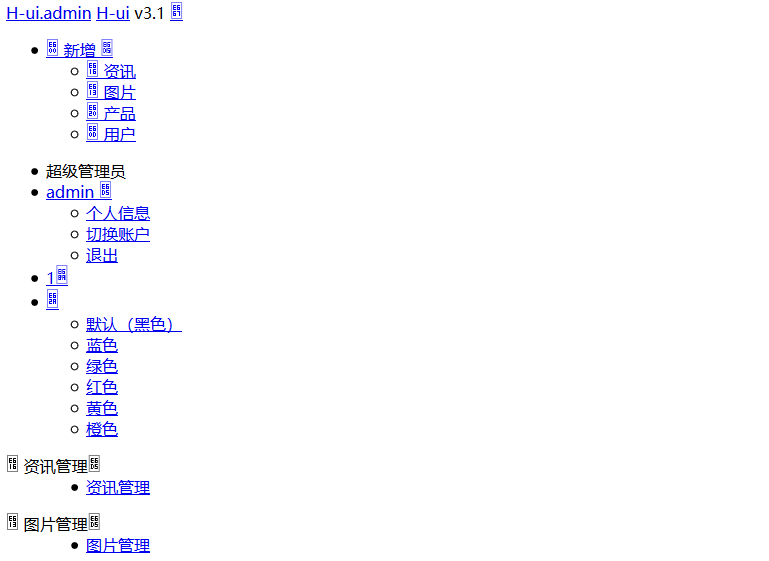 H-ui.admin H-ui v3.1
新增
资讯
图片
产品
用户
超级管理员
admin
个人信息
切换账户
退出
1
默认（黑色）
蓝色
绿色
红色
黄色
橙色
资讯管理
资讯管理
图片管理
图片管理